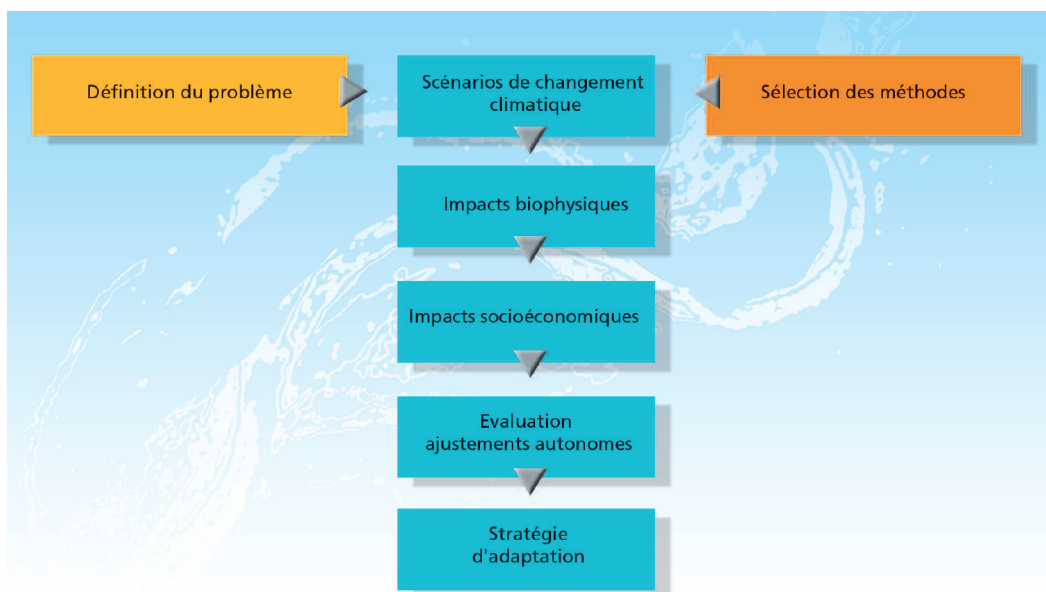 Définition du problème
Scénarios de changement
climatique
Sélection des méthodes
Impacts biophysiques
Impacts socioéconomiques
Evaluation
ajustements autonomes
Stratégie
d'adaptation